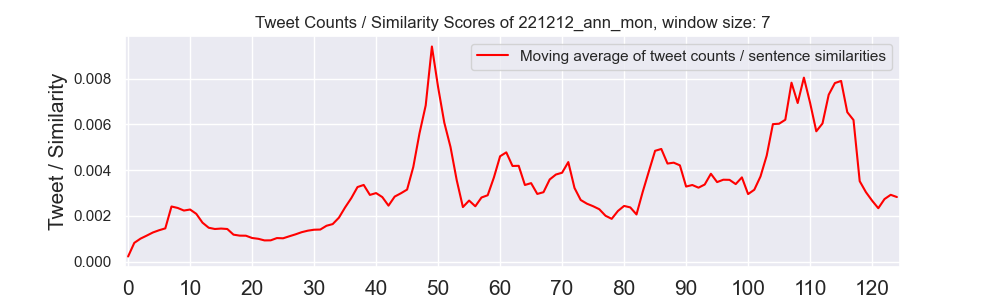 Tweet Counts / Similarity Scores of 221212_ann_mon, window size: 7
Moving average of tweet counts / sentence similarities
Tweet / Similarity
0.008
0.006
0.004
0.002
0.000
0 10 20 30 40 50 60 70 80 90 100 110 120